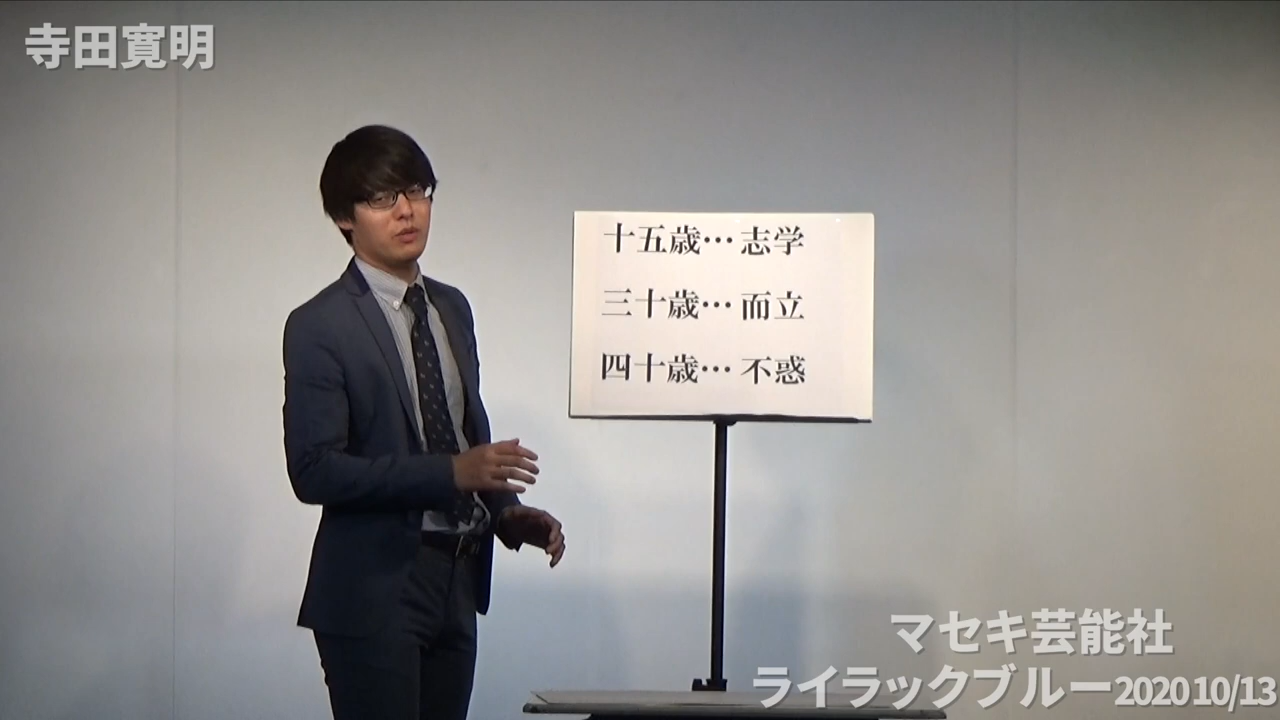 寺田寛明
十五歳…志学
三十歳…而立
四十歳…不惑
マセキ芸能社
ライラックブルー2020 10/13